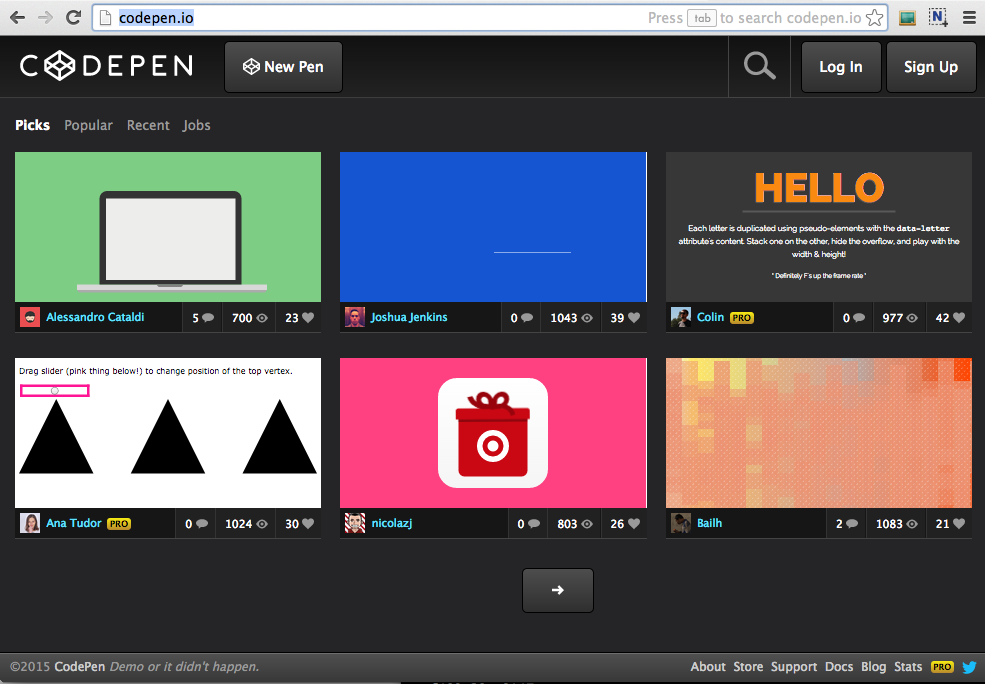 codepen.io
Press tab to search codepen.io
CODEPEN
New Pen
Log In
Sign Up
Picks Popular Recent Jobs
HELLO
Each letter is duplicated using pseudo-elements with the data-letter
attribute's content. Stack one on the other, hide the overflow, and play with the
width & height!
* Definitely F's up the frame rate *
Alessandro Cataldi 5 700 23
Joshua Jenkins 0 1043 39
Colin PRO 0 977 42
Drag slider (pink thing below!) to change position of the top vertex.
Ana Tudor PRO 0 1024 30
nicolazj 0 803 26
Bailh 2 1083 21
©2015 CodePen Demo or it didn't happen.
About Store Support Docs Blog Stats PRO